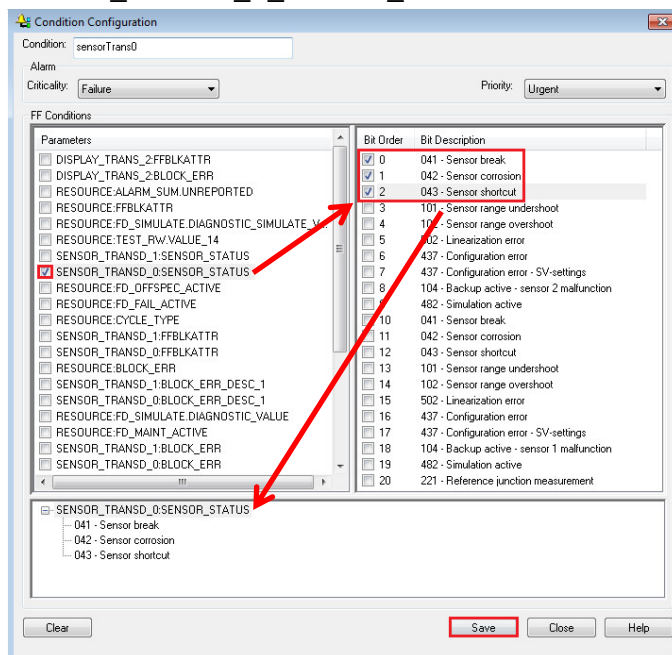 Condition Configuration
Condition: sensorTrans0
Alarm
Criticality: Failure
Priority: Urgent
FF Conditions
Parameters
DISPLAY_TRANS_2:FFBLKATTR
DISPLAY_TRANS_2:BLOCK_ERR
RESOURCE:ALARM_SUM.UNREPORTED
RESOURCE:FFBLKATTR
RESOURCE:FD_SIMULATE.DIAGNOSTIC_SIMULATE_V...
RESOURCE:TEST_RW.VALUE_14
SENSOR_TRANSD_1:SENSOR_STATUS
SENSOR_TRANSD_0:SENSOR_STATUS
RESOURCE:FD_OFFSPEC_ACTIVE
RESOURCE:FD_FAIL_ACTIVE
RESOURCE:CYCLE_TYPE
SENSOR_TRANSD_1:FFBLKATTR
SENSOR_TRANSD_0:FFBLKATTR
RESOURCE:BLOCK_ERR
SENSOR_TRANSD_1:BLOCK_ERR_DESC_1
SENSOR_TRANSD_0:BLOCK_ERR_DESC_1
RESOURCE:FD_SIMULATE.DIAGNOSTIC_VALUE
RESOURCE:FD_MAINT_ACTIVE
SENSOR_TRANSD_1:BLOCK_ERR
SENSOR_TRANSD_0:BLOCK_ERR
Bit Order Bit Description
0 041 - Sensor break
1 042 - Sensor corrosion
2 043 - Sensor shortcut
3 101 - Sensor range undershoot
4 102 - Sensor range overshoot
5 502 - Linearization error
6 437 - Configuration error
7 437 - Configuration error - SV-settings
8 104 - Backup active - sensor 2 malfunction
9 482 - Simulation active
10 041 - Sensor break
11 042 - Sensor corrosion
12 043 - Sensor shortcut
13 101 - Sensor range undershoot
14 102 - Sensor range overshoot
15 502 - Linearization error
16 437 - Configuration error
17 437 - Configuration error - SV-settings
18 104 - Backup active - sensor 1 malfunction
19 482 - Simulation active
20 221 - Reference junction measurement
SENSOR_TRANSD_0:SENSOR_STATUS
041 - Sensor break
042 - Sensor corrosion
043 - Sensor shortcut
Clear
Save
Close
Help